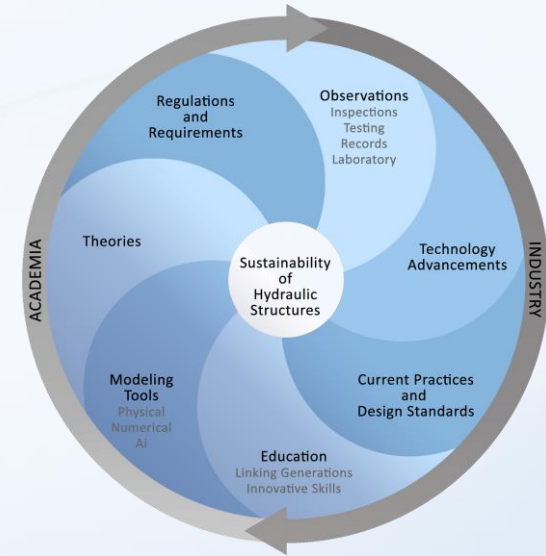 Regulations
and
Requirements
Observations
Inspections
Testing
Records
Laboratory
Theories
Sustainability
of
Hydraulic
Structures
Technology
Advancements
ACADEMIA
INDUSTRY
Modeling
Tools
Physical
Numerical
Ai
Current Practices
and
Design Standards
Education
Linking Generations
Innovative Skills